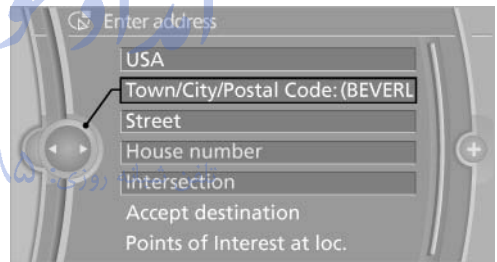 Enter address
USA
Town/City/Postal Code: (BEVERL
Street
House number
Intersection
Accept destination
Points of Interest at loc.